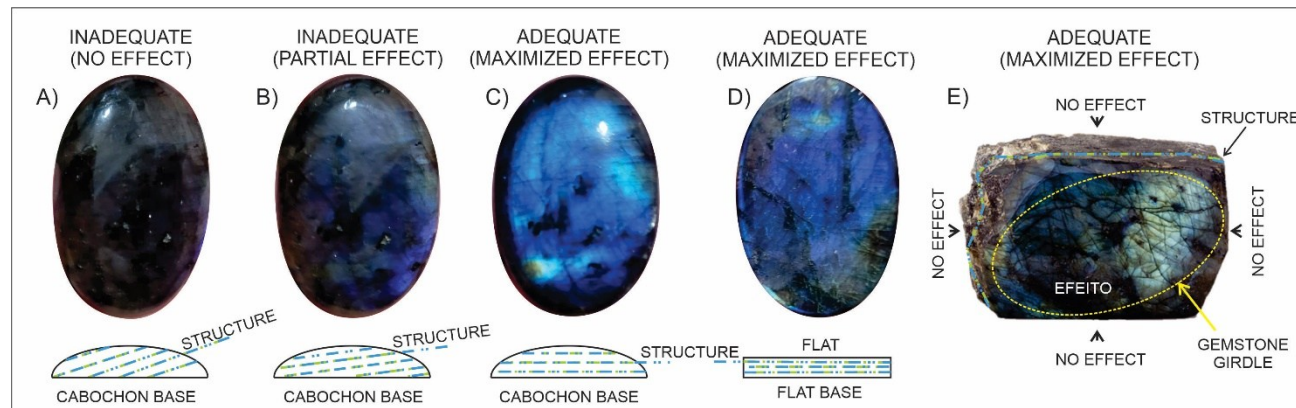 INADEQUATE
(NO EFFECT)
INADEQUATE
(PARTIAL EFFECT)
ADEQUATE
(MAXIMIZED EFFECT)
ADEQUATE
(MAXIMIZED EFFECT)
ADEQUATE
(MAXIMIZED EFFECT)
A)
B)
C)
D)
E)
NO EFFECT
STRUCTURE
NO EFFECT
NO EFFECT
EFEITO
NO EFFECT
GEMSTONE
GIRDLE
STRUCTURE
CABOCHON BASE
STRUCTURE
CABOCHON BASE
STRUCTURE
CABOCHON BASE
FLAT
FLAT BASE